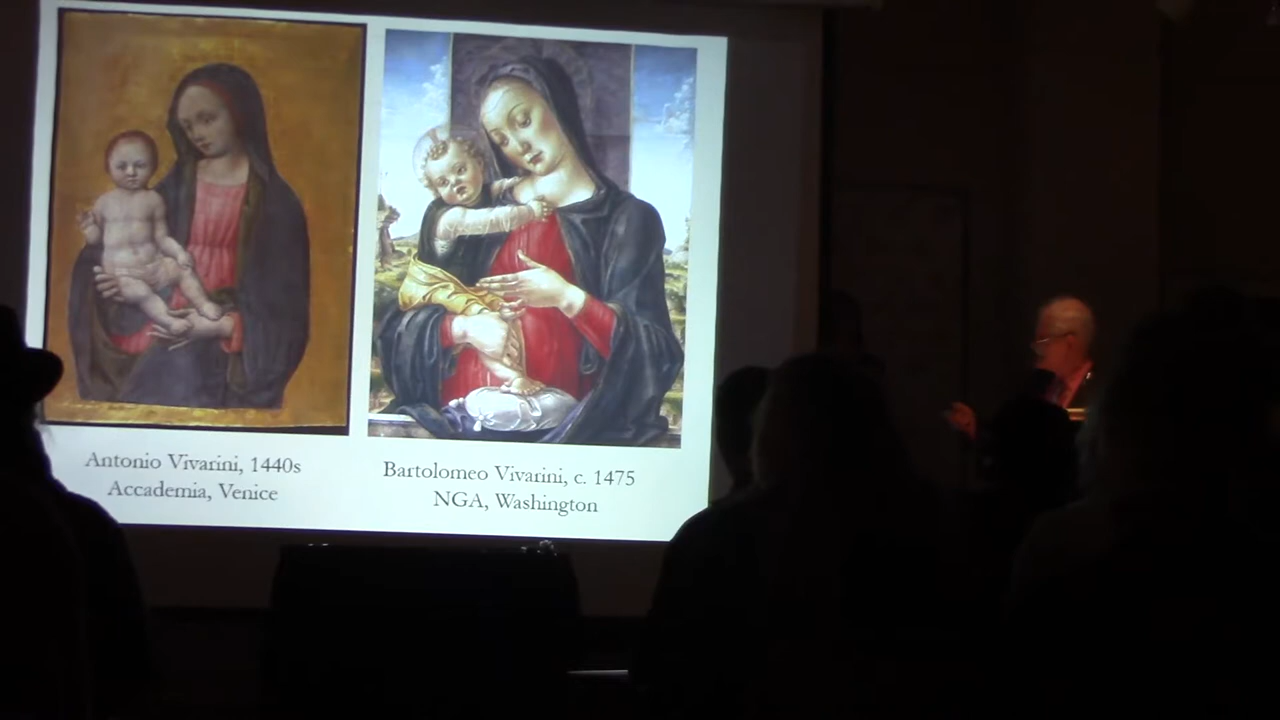 Antonio Vivarini, 1440s
Accademia, Venice
Bartolomeo Vivarini, c. 1475
NGA, Washington